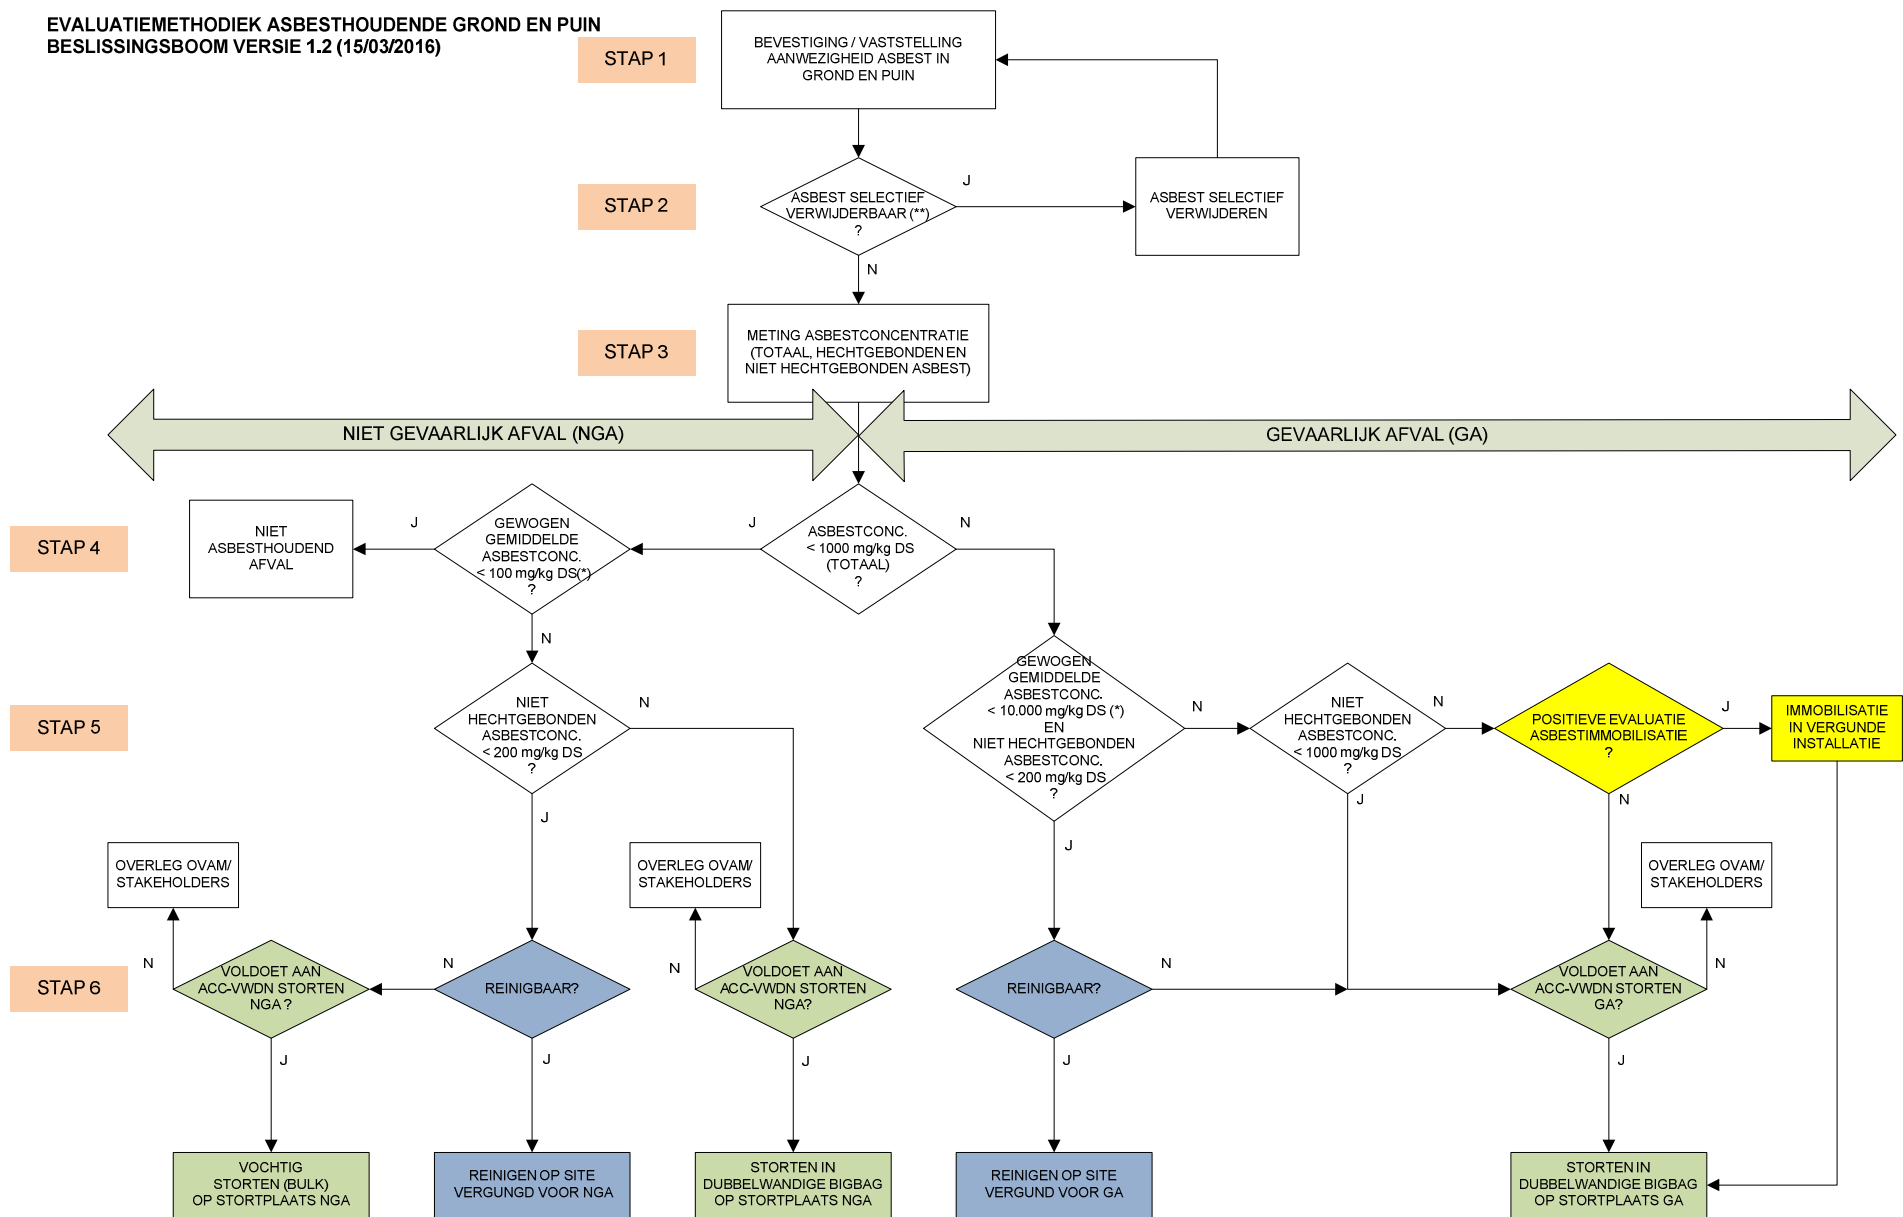 EVALUATIEMETHODIEK ASBESTHOUDENDE GROND EN PUIN
BESLISSINGSBOOM VERSIE 1.2 (15/03/2016)
STAP 1
BEVESTIGING / VASTSTELLING
AANWEZIGHEID ASBEST IN
GROND EN PUIN
STAP 2
ASBEST SELECTIEF
VERWIJDERBAAR (**)
?
J
N
ASBEST SELECTIEF
VERWIJDEREN
STAP 3
METING ASBESTCONCENTRATIE
(TOTAAL, HECHTGEBONDEN EN
NIET HECHTGEBONDEN ASBEST)
NIET GEVAARLIJK AFVAL (NGA)
GEVAARLIJK AFVAL (GA)
STAP 4
NIET
ASBESTHOUDEND
AFVAL
J
GEWOGEN
GEMIDDELDE
ASBESTCONC.
< 100 mg/kg DS(*)
?
N
J
ASBESTCONC.
< 1000 mg/kg DS
(TOTAAL)
?
N
STAP 5
NIET
HECHTGEBONDEN
ASBESTCONC.
< 200 mg/kg DS
?
N
J
GEWOGEN
GEMIDDELDE
ASBESTCONC.
< 10.000 mg/kg DS (*)
EN
NIET HECHTGEBONDEN
ASBESTCONC.
< 200 mg/kg DS
?
N
J
NIET
HECHTGEBONDEN
ASBESTCONC.
< 1000 mg/kg DS
?
N
J
POSITIEVE EVALUATIE
ASBESTIMMOBILISATIE
?
J
N
IMMOBILISATIE
IN VERGUNDE
INSTALLATIE
OVERLEG OVAM/
STAKEHOLDERS
OVERLEG OVAM/
STAKEHOLDERS
OVERLEG OVAM/
STAKEHOLDERS
STAP 6
N
VOLDOET AAN
ACC-VWDN STORTEN
NGA ?
J
N
REINIGBAAR?
J
N
VOLDOET AAN
ACC-VWDN STORTEN
NGA?
J
REINIGBAAR?
N
J
VOLDOET AAN
ACC-VWDN STORTEN
GA?
N
J
VOCHTIG
STORTEN (BULK)
OP STORTPLAATS NGA
REINIGEN OP SITE
VERGUNGD VOOR NGA
STORTEN IN
DUBBELWANDIGE BIGBAG
OP STORTPLAATS NGA
REINIGEN OP SITE
VERGUND VOOR GA
STORTEN IN
DUBBELWANDIGE BIGBAG
OP STORTPLAATS GA